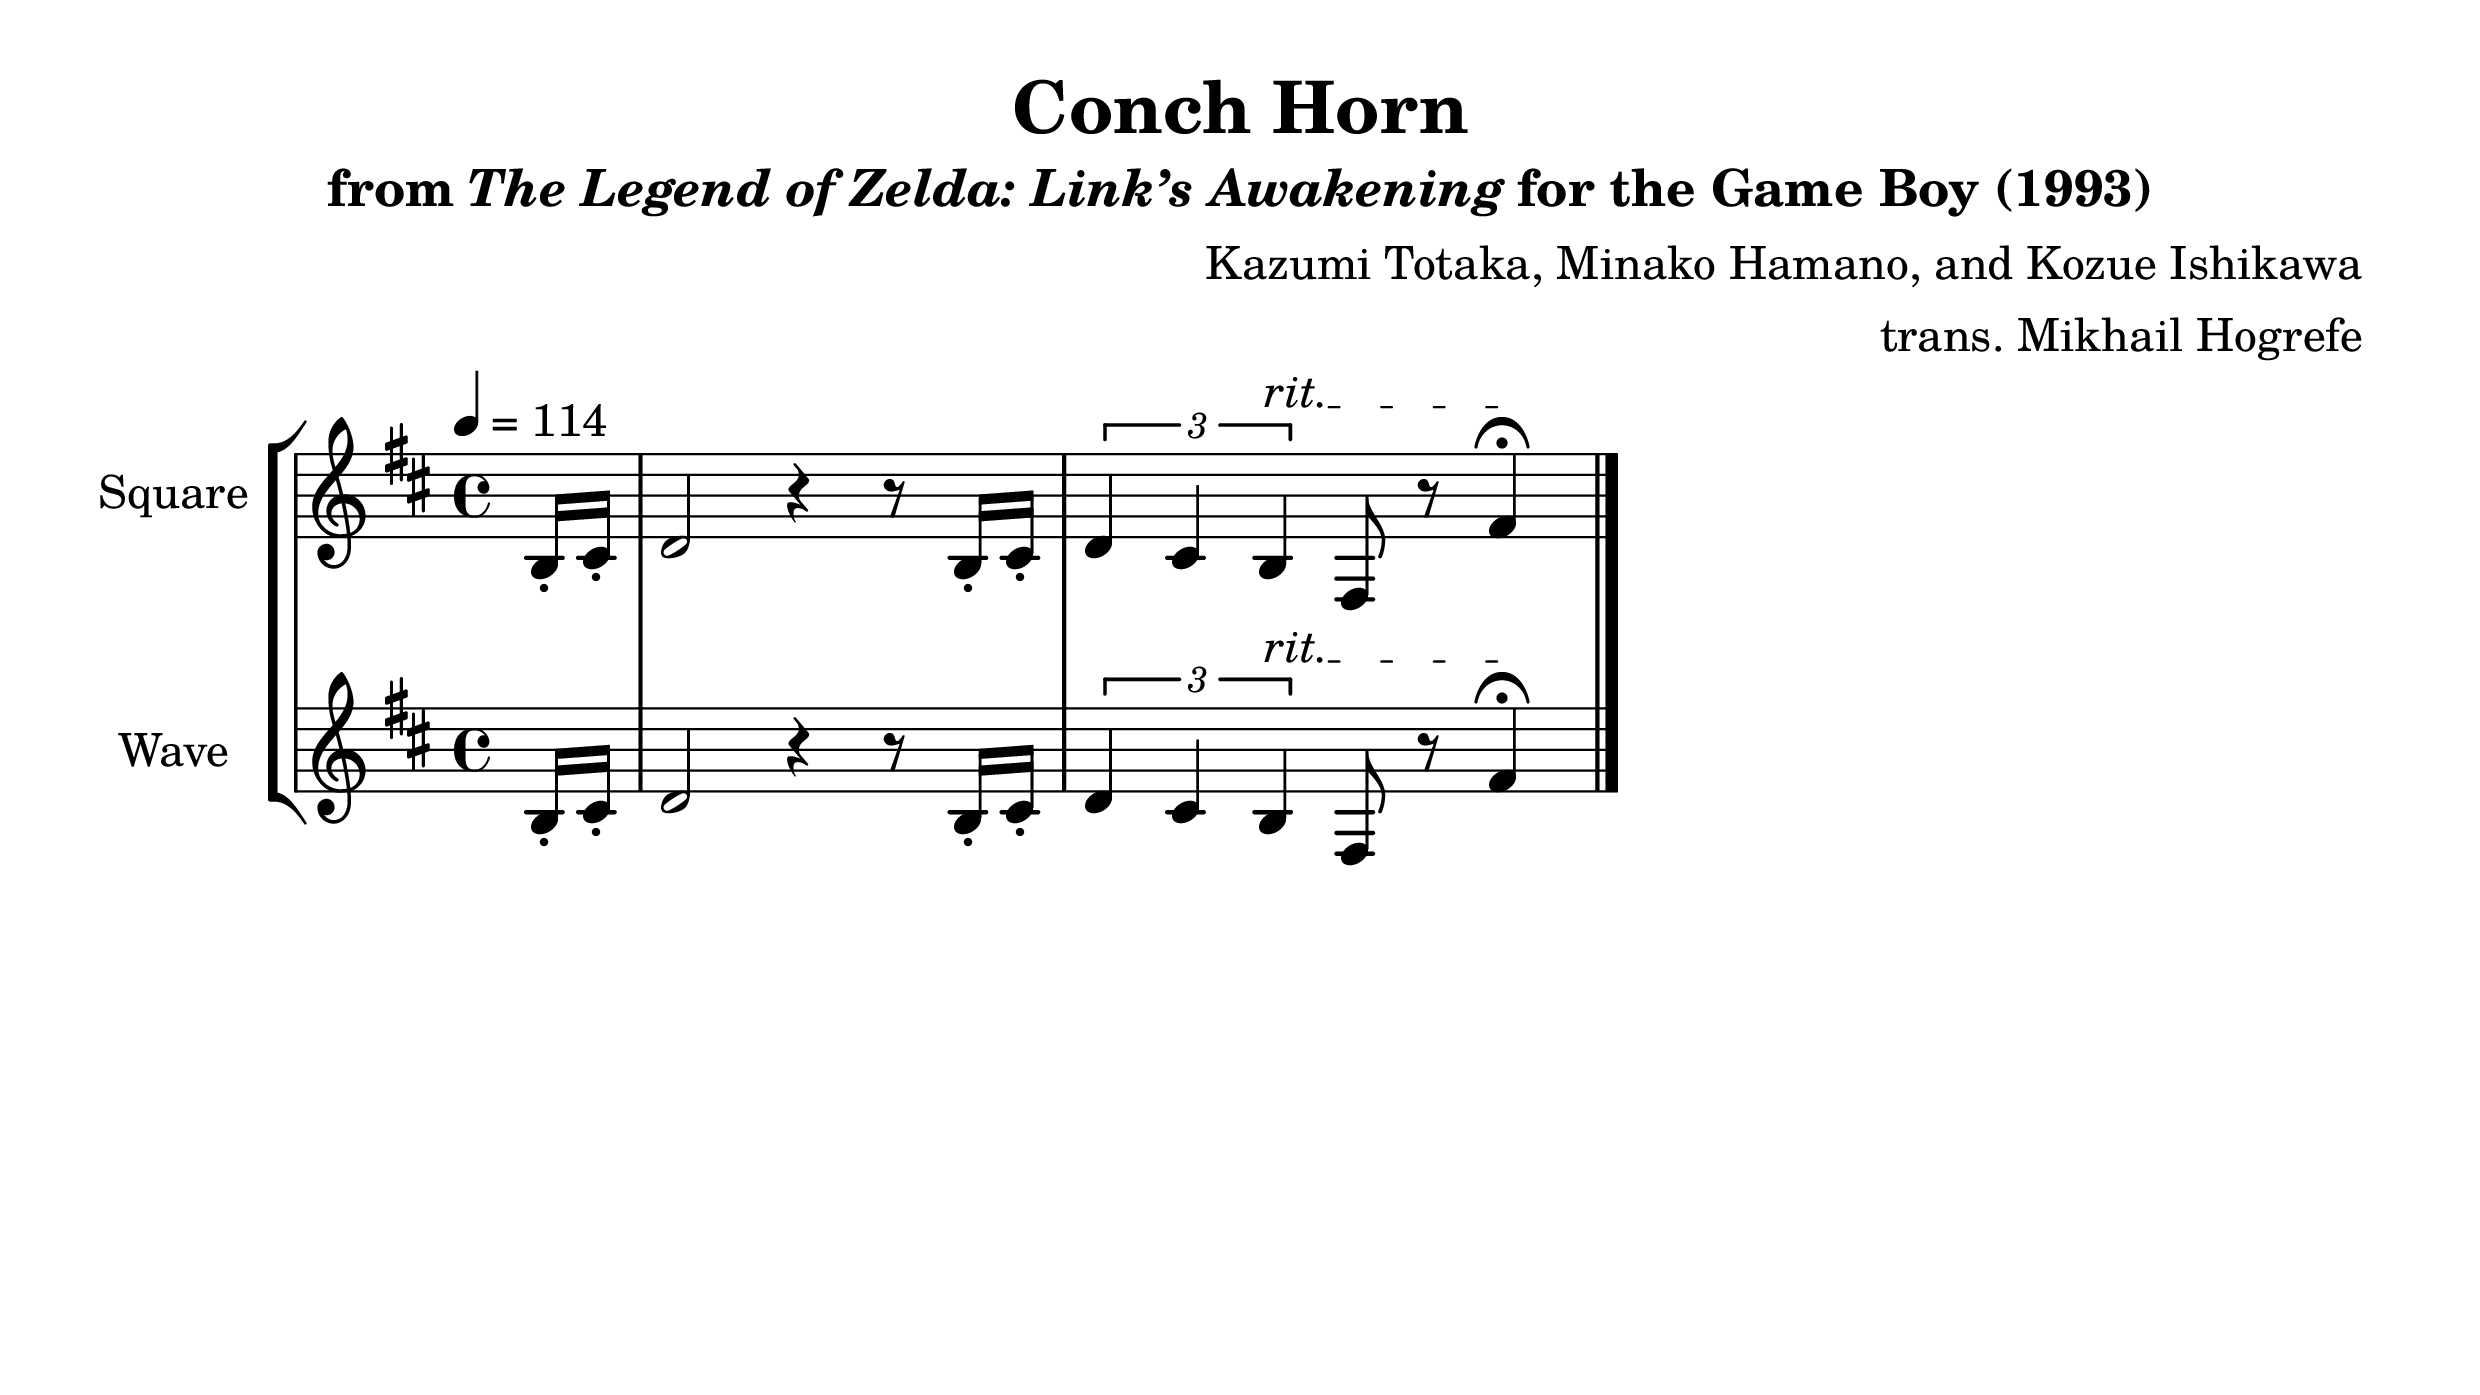 Conch Horn
from The Legend of Zelda: Link’s Awakening for the Game Boy (1993)
Kazumi Totaka, Minako Hamano, and Kozue Ishikawa
trans. Mikhail Hogrefe
= 114
rit.
3
Square
rit.
3
Wave